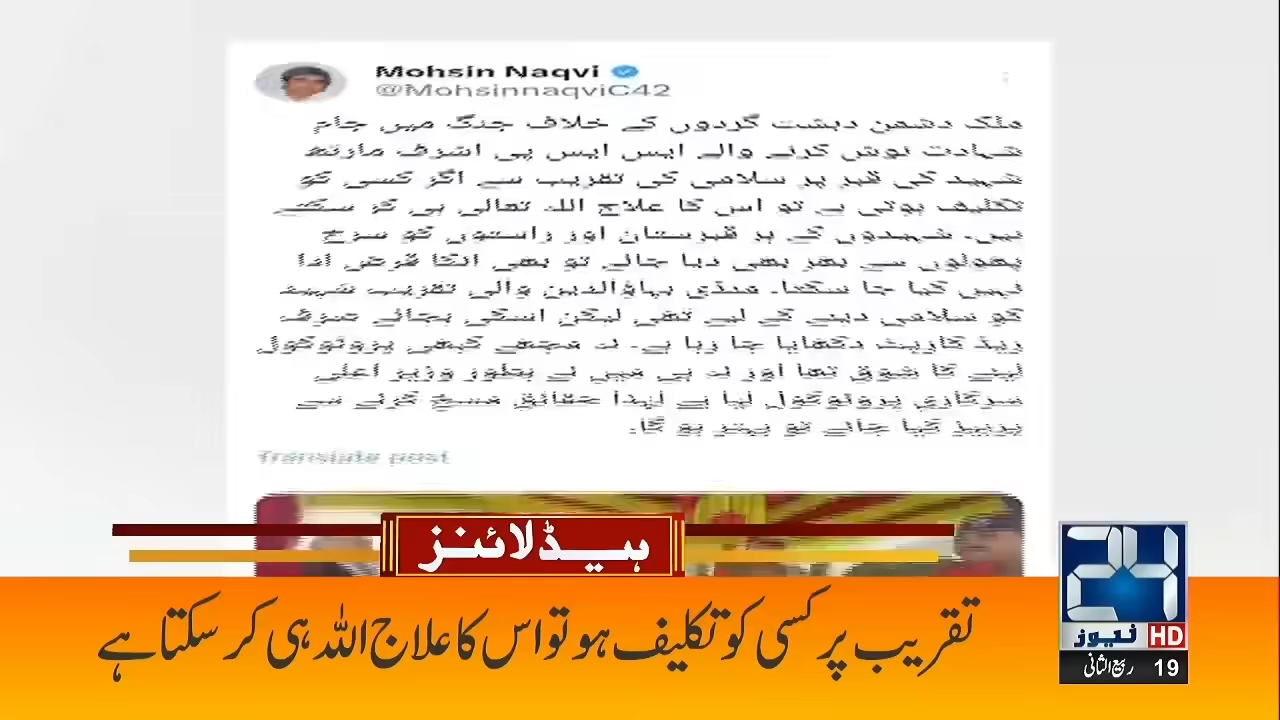 Mohsin Naqvi
@MohsinnaqviC42
ملک دشمن دہشت گردوں کے خلاف جنگ میں جام
شہادت نوش کرنے والے ایس ایس پی اشرف مارتھ
شہید کی قبر پر سلامی کی تقریب سے اگر کسی کو
تکلیف ہوئی ہے تو اس کا علاج اللہ تعالی ہی کر سکتے
ہیں۔ شہیدوں کے ہر قبرستان اور راستوں کو سرخ
پھولوں سے بھر بھی دیا جائے تو بھی انکا قرض ادا
نہیں کیا جا سکتا۔ منڈی بہاؤالدین والی تقریب شہید
کو سلامی دینے کے لیے تھی لیکن اسکی بجائے صرف
ریڈ کارپٹ دکھایا جا رہا ہے۔ نہ مجھے کبھی پروٹوکول
لینے کا شوق تھا اور نہ ہی میں نے بطور وزیر اعلی
سرکاری پروٹوکول لیا ہے لہذا حقائق مسخ کرنے سے
پرہیز کیا جائے تو بہتر ہو گا۔
Translate post
ہیڈلائنز
تقریب پر کسی کو تکلیف ہو تو اس کا علاج اللہ ہی کر سکتا ہے
24
نیوز HD
19 ربیع الثانی